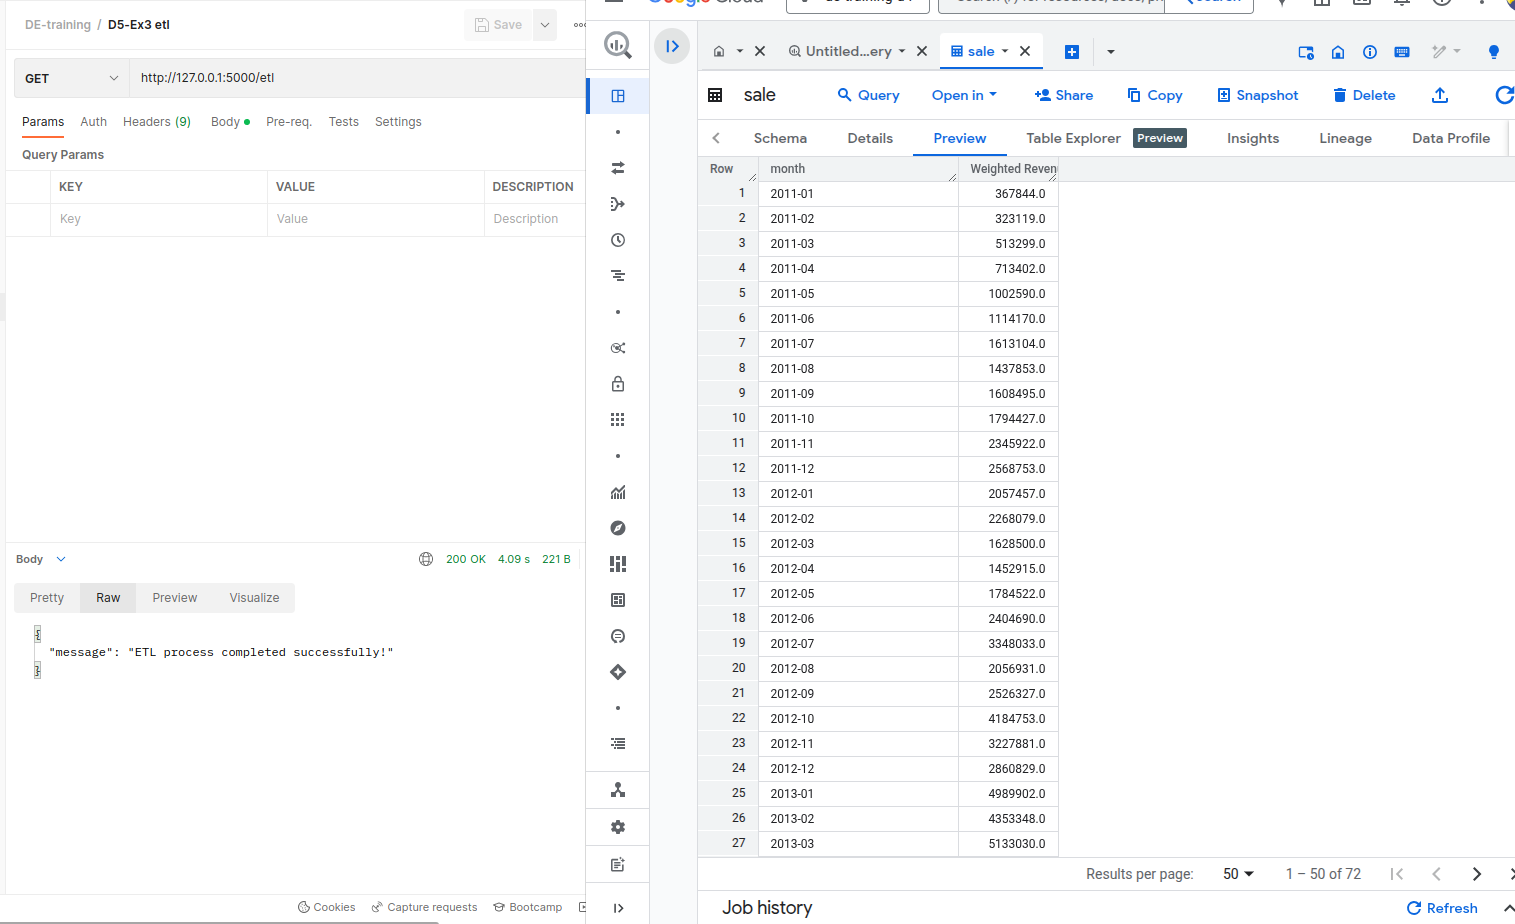 DE-training / D5-Ex3 etl
Save
GET
http://127.0.0.1:5000/etl
Params Auth Headers (9) Body Pre-req. Tests Settings
Query Params
KEY VALUE DESCRIPTION
Key Value Description
Body
200 OK 4.09 s 221 B
Pretty Raw Preview Visualize
{
"message": "ETL process completed successfully!"
}
Cookies Capture requests Bootcamp
Untitled...ery
sale
sale
Query Open in Share Copy Snapshot Delete
Schema Details Preview Table Explorer Preview Insights Lineage Data Profile
Row month Weighted Reven
1 2011-01 367844.0
2 2011-02 323119.0
3 2011-03 513299.0
4 2011-04 713402.0
5 2011-05 1002590.0
6 2011-06 1114170.0
7 2011-07 1613104.0
8 2011-08 1437853.0
9 2011-09 1608495.0
10 2011-10 1794427.0
11 2011-11 2345922.0
12 2011-12 2568753.0
13 2012-01 2057457.0
14 2012-02 2268079.0
15 2012-03 1628500.0
16 2012-04 1452915.0
17 2012-05 1784522.0
18 2012-06 2404690.0
19 2012-07 3348033.0
20 2012-08 2056931.0
21 2012-09 2526327.0
22 2012-10 4184753.0
23 2012-11 3227881.0
24 2012-12 2860829.0
25 2013-01 4989902.0
26 2013-02 4353348.0
27 2013-03 5133030.0
Results per page: 50 1 – 50 of 72
Job history
Refresh